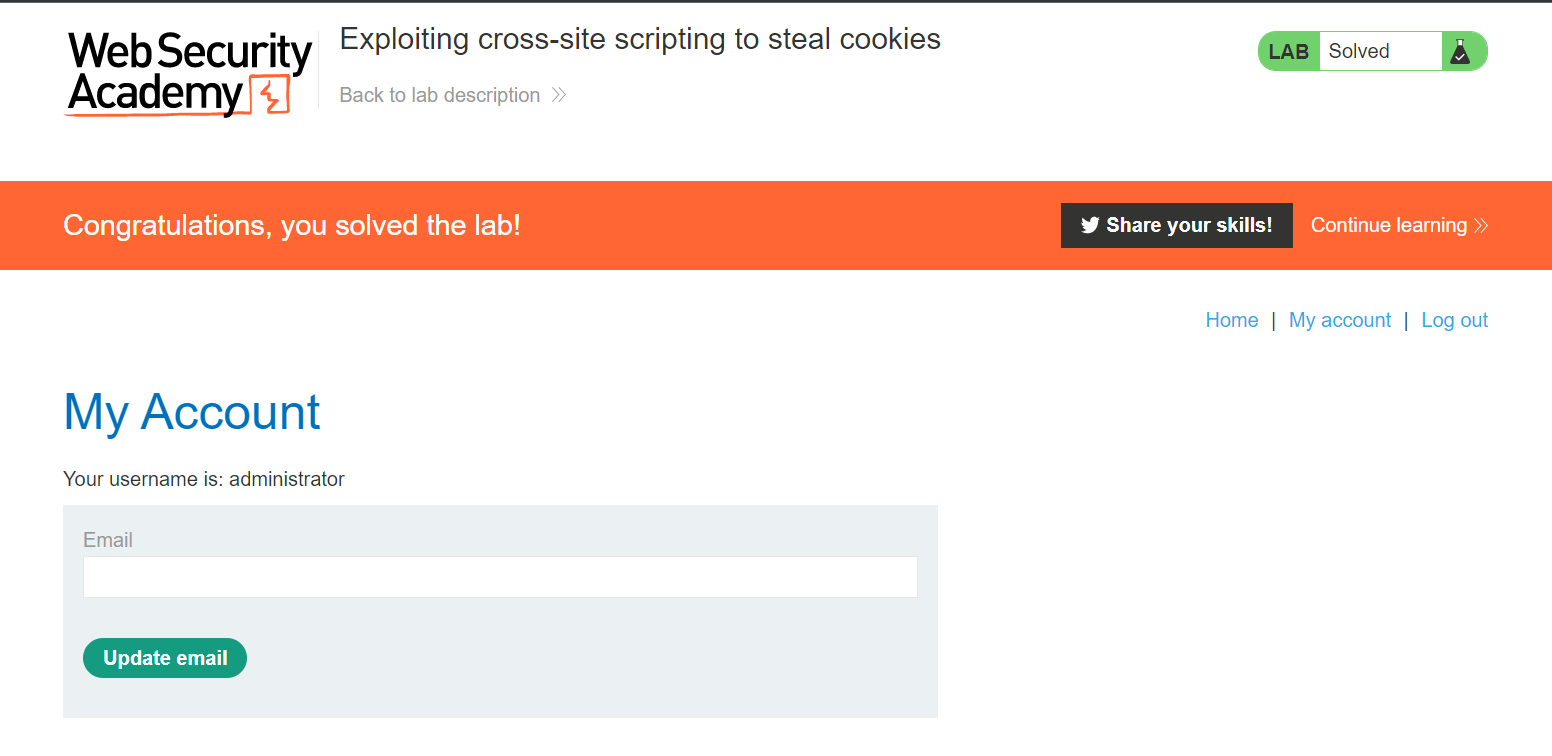 Web Security
Academy
Exploiting cross-site scripting to steal cookies
Back to lab description
LAB Solved
Congratulations, you solved the lab!
Share your skills!
Continue learning
Home | My account | Log out
My Account
Your username is: administrator
Email
Update email